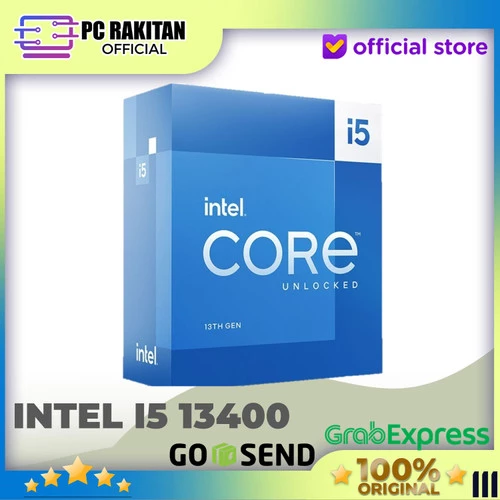 PC RAKITAN
OFFICIAL
official store
i5
i5
intel
CORE™
UNLOCKED
13TH GEN
intel
INTEL I5 13400
GO SEND
GrabExpress
100%
ORIGINAL